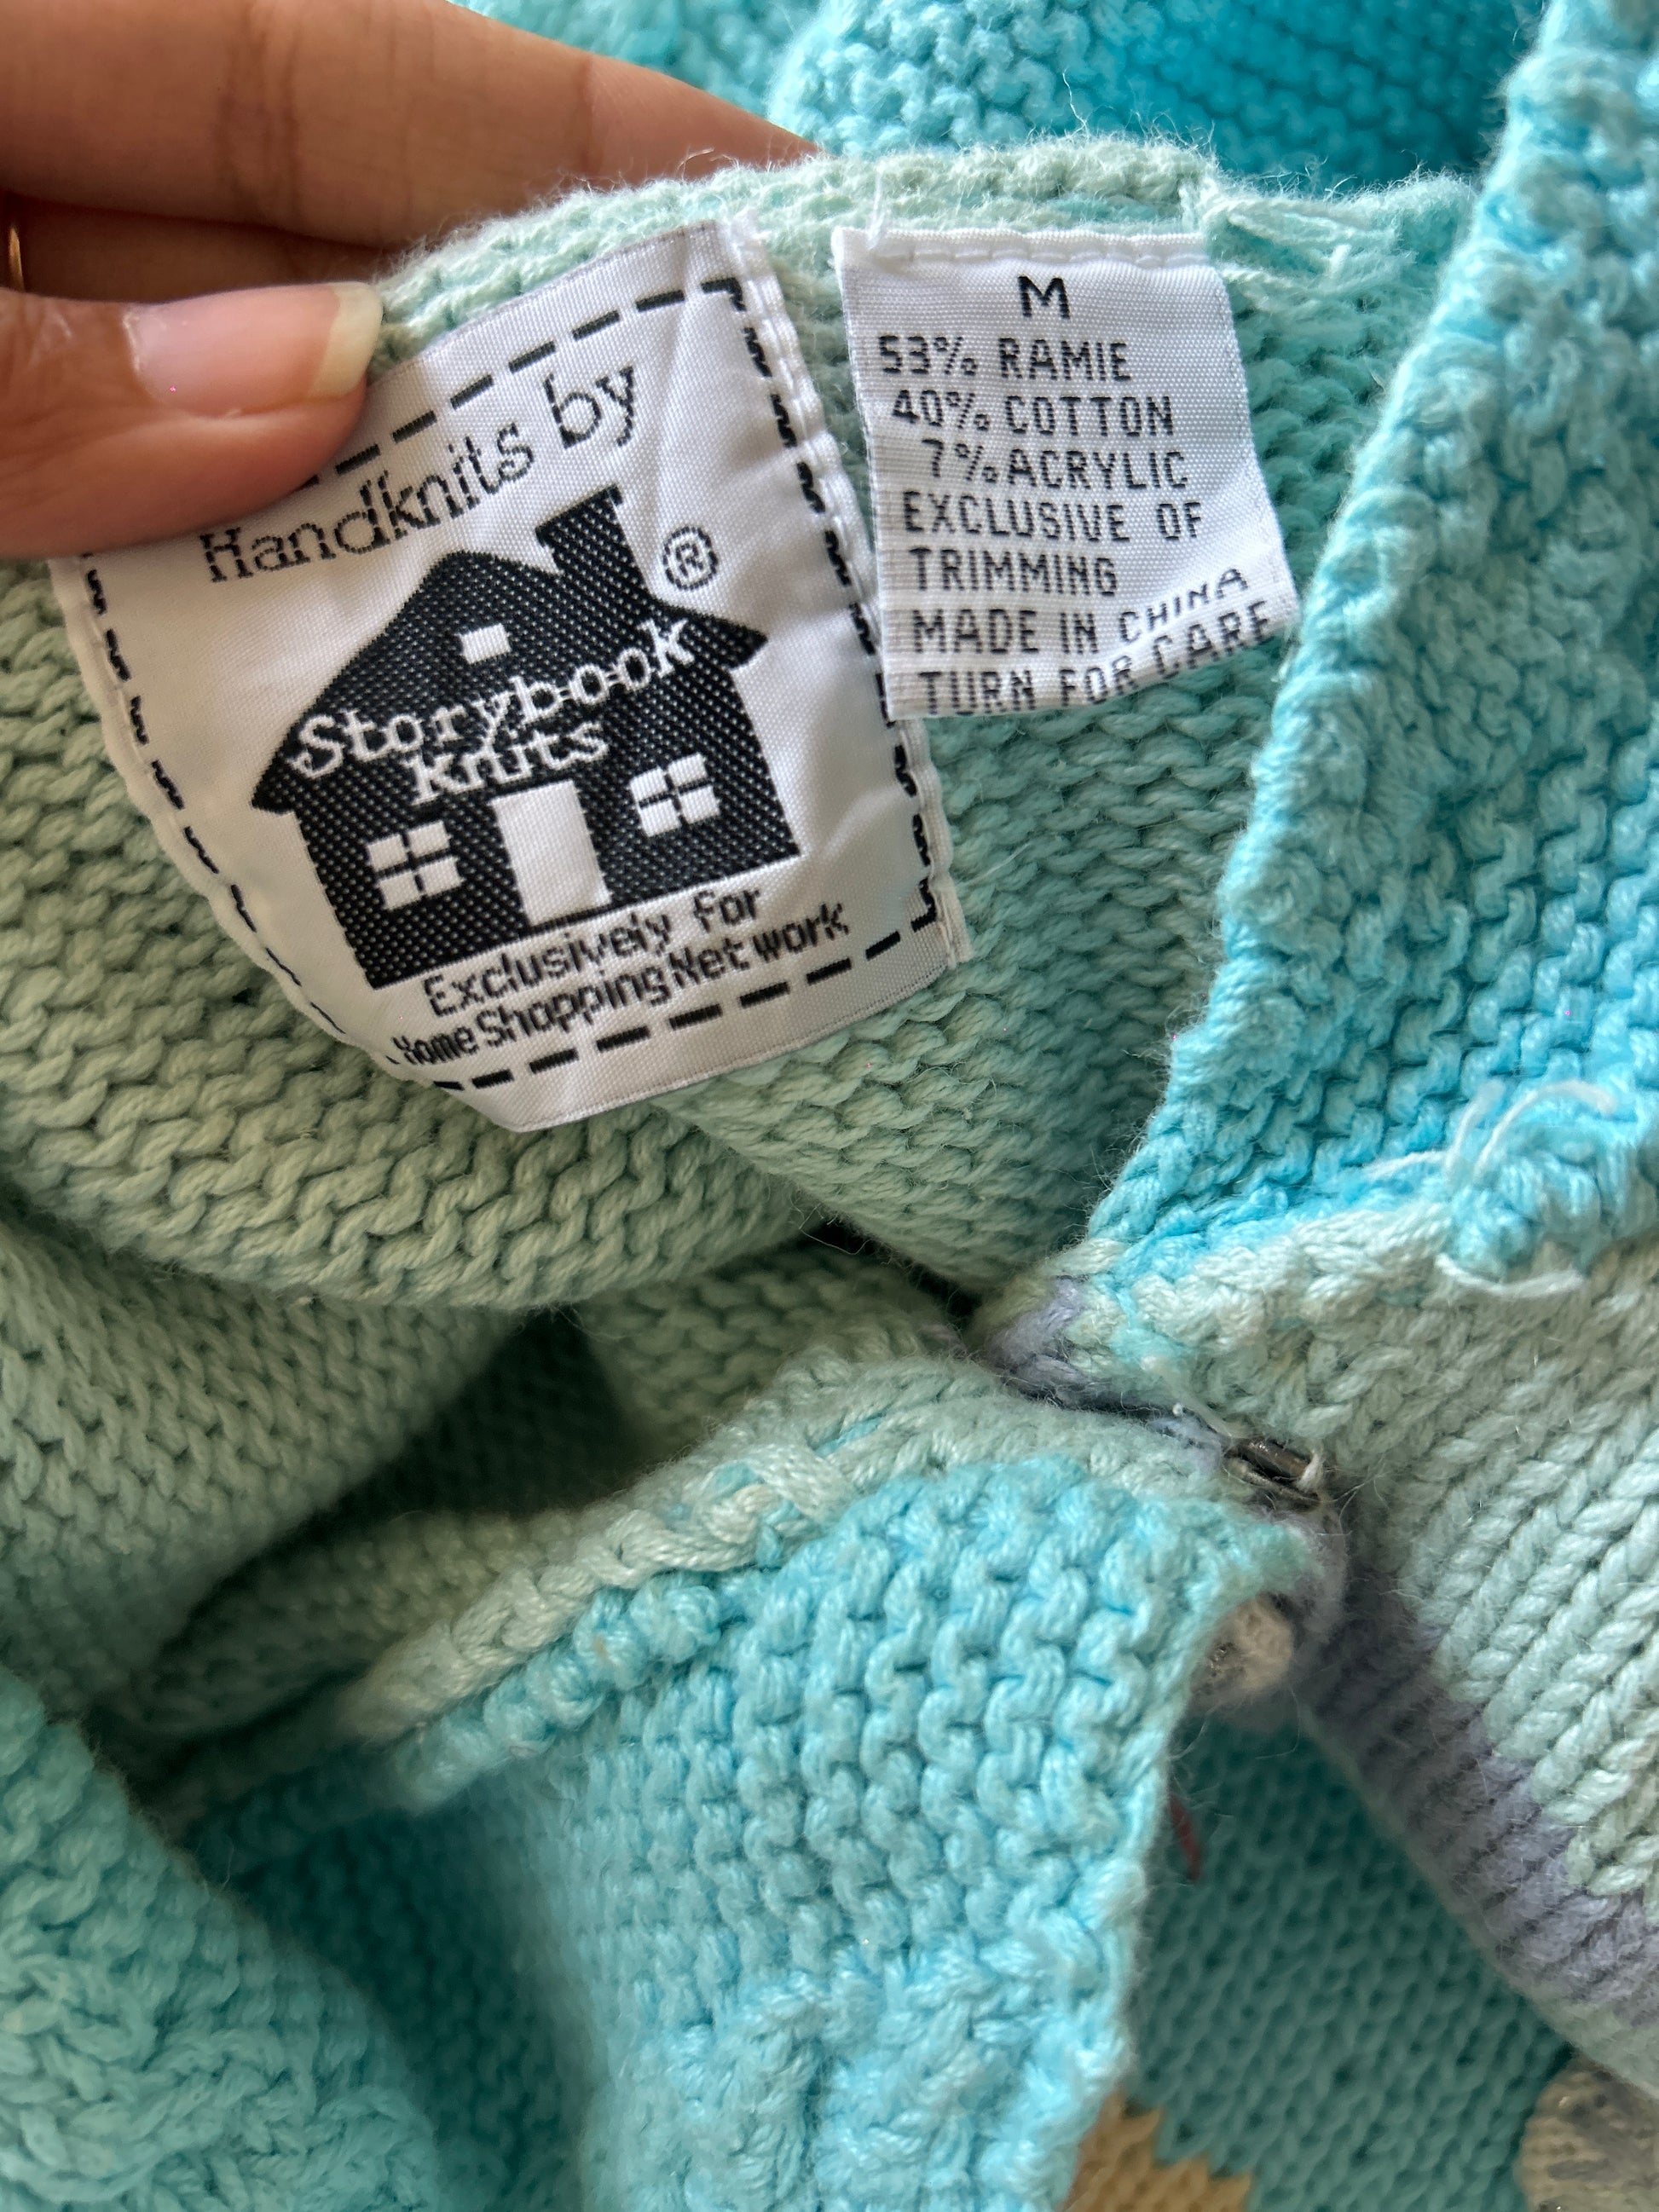 Handknits by
®
Storybook
Knits
Exclusively for
Home Shopping Network
M
53% RAMIE
40% COTTON
7% ACRYLIC
EXCLUSIVE OF
TRIMMING
MADE IN CHINA
TURN FOR CARE